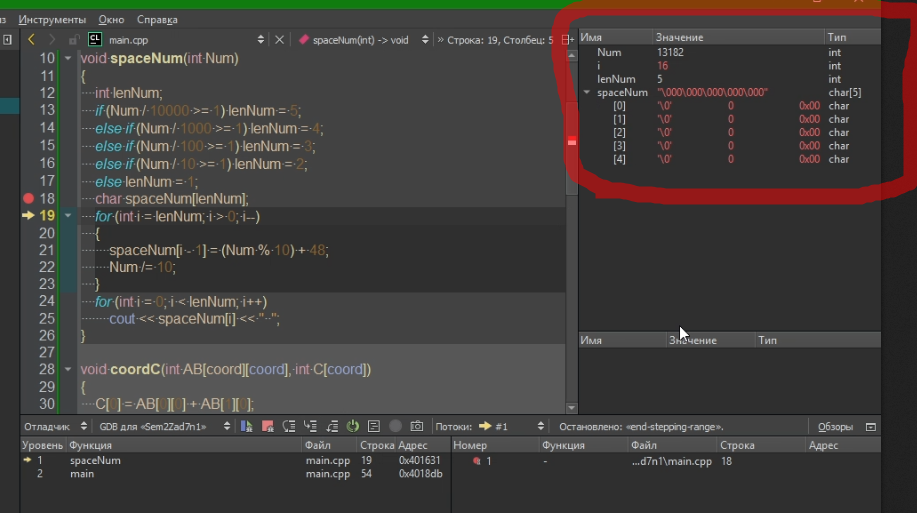 из Инструменты Окно Справка
main.cpp spaceNum(int) -> void » Строка: 19, Столбец: 5
Имя Значение Тип
Num 13182 int
i 16 int
lenNum 5 int
spaceNum "\000\000\000\000\000" char[5]
[0] '\0' 0 0x00 char
[1] '\0' 0 0x00 char
[2] '\0' 0 0x00 char
[3] '\0' 0 0x00 char
[4] '\0' 0 0x00 char
10 void spaceNum(int Num)
11 {
12 int lenNum;
13 if (Num / 10000 >= 1) lenNum = 5;
14 else if (Num / 1000 >= 1) lenNum = 4;
15 else if (Num / 100 >= 1) lenNum = 3;
16 else if (Num / 10 >= 1) lenNum = 2;
17 else lenNum = 1;
18 char spaceNum[lenNum];
19 for (int i = lenNum; i > 0; i--)
20 {
21 spaceNum[i - 1] = (Num % 10) + 48;
22 Num /= 10;
23 }
24 for (int i = 0; i < lenNum; i++)
25 cout << spaceNum[i] << "  ";
26 }
27
28 void coordC(int AB[coord][coord], int C[coord])
29 {
30 C[0] = AB[0][0] + AB[1][0];
Имя Значение Тип
Отладчик GDB для «Sem2Zad7n1» Потоки: #1 Остановлено: «end-stepping-range». Обзоры
Уровень Функция Файл Строка Адрес
1 spaceNum main.cpp 19 0x401631
2 main main.cpp 54 0x4018db
Номер Функция Файл Строка Адрес
1 - ...d7n1\main.cpp 18